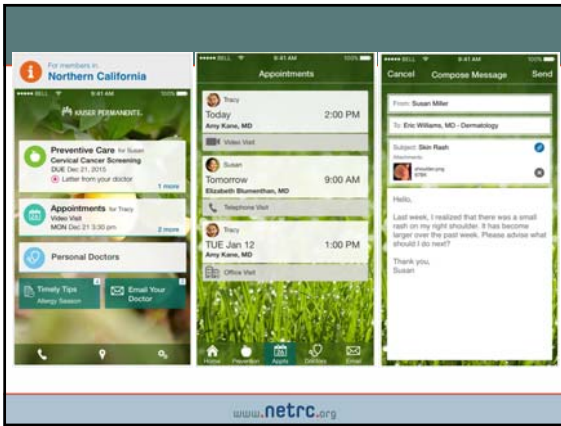 For members in
Northern California
BELL 9:41 AM 100%
KAISER PERMANENTE.
Preventive Care for Susan
Cervical Cancer Screening
DUE Dec 21, 2015
Letter from your doctor
1 more
Appointments for Tracy
Video Visit
MON Dec 21 3:30 pm
2 more
Personal Doctors
Timely Tips
Allergy Season
Email Your
Doctor
BELL 9:41 AM 100%
Appointments
Tracy
Today 2:00 PM
Amy Kane, MD
Video Visit
Susan
Tomorrow 9:00 AM
Elizabeth Blumenthan, MD
Telephone Visit
Tracy
TUE Jan 12 1:00 PM
Amy Kane, MD
Office Visit
Home Prevention Appts Doctors Email
BELL 9:41 AM 100%
Cancel Compose Message Send
From: Susan Miller
To: Eric Williams, MD - Dermatology
Subject: Skin Rash
Attachments:
shoulder.png
Hello,
Last week, I realized that there was a small
rash on my right shoulder. It has become
larger over the past week. Please advise what
should I do next?
Thank you,
Susan
www.netrc.org